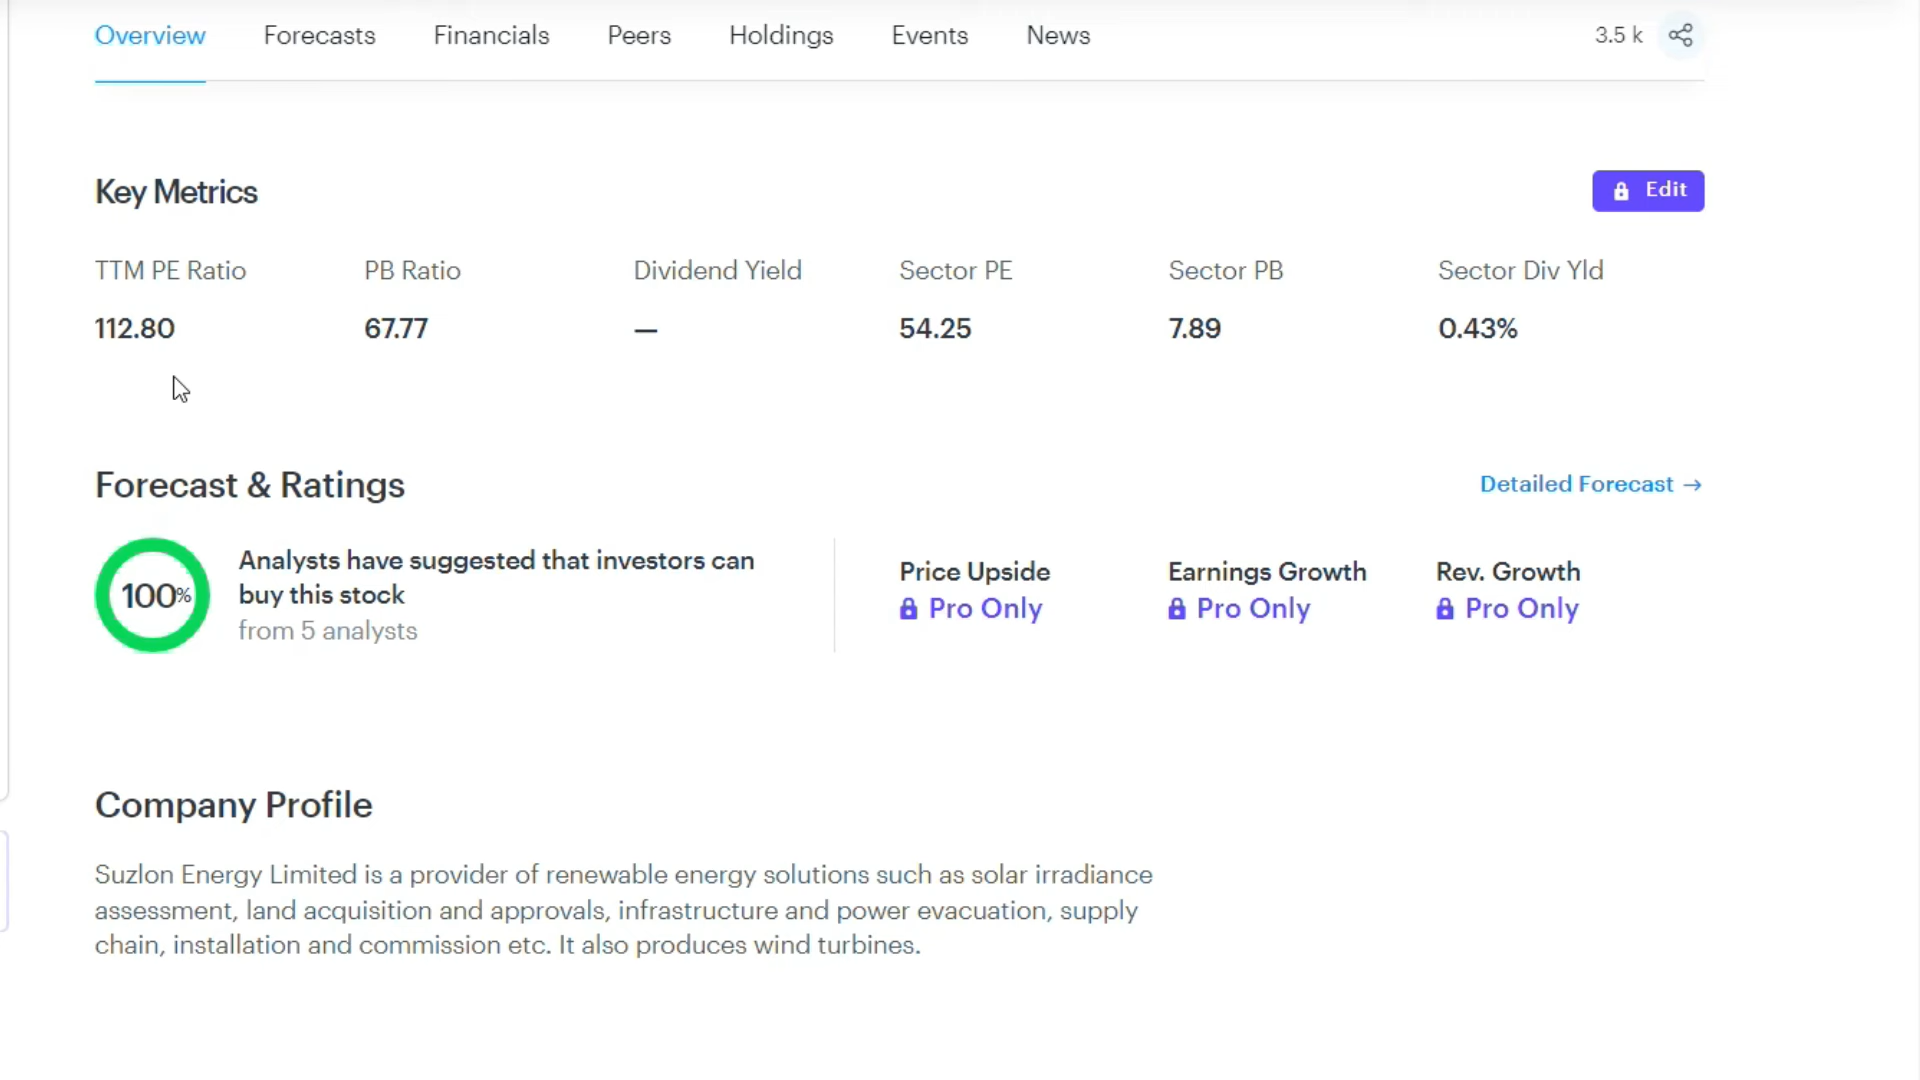 Overview Forecasts Financials Peers Holdings Events News 3.5 k
Key Metrics Edit
TTM PE Ratio PB Ratio Dividend Yield Sector PE Sector PB Sector Div Yld
112.80 67.77 — 54.25 7.89 0.43%
Forecast & Ratings Detailed Forecast →
100%
Analysts have suggested that investors can
buy this stock
from 5 analysts
Price Upside Earnings Growth Rev. Growth
Pro Only Pro Only Pro Only
Company Profile
Suzlon Energy Limited is a provider of renewable energy solutions such as solar irradiance
assessment, land acquisition and approvals, infrastructure and power evacuation, supply
chain, installation and commission etc. It also produces wind turbines.